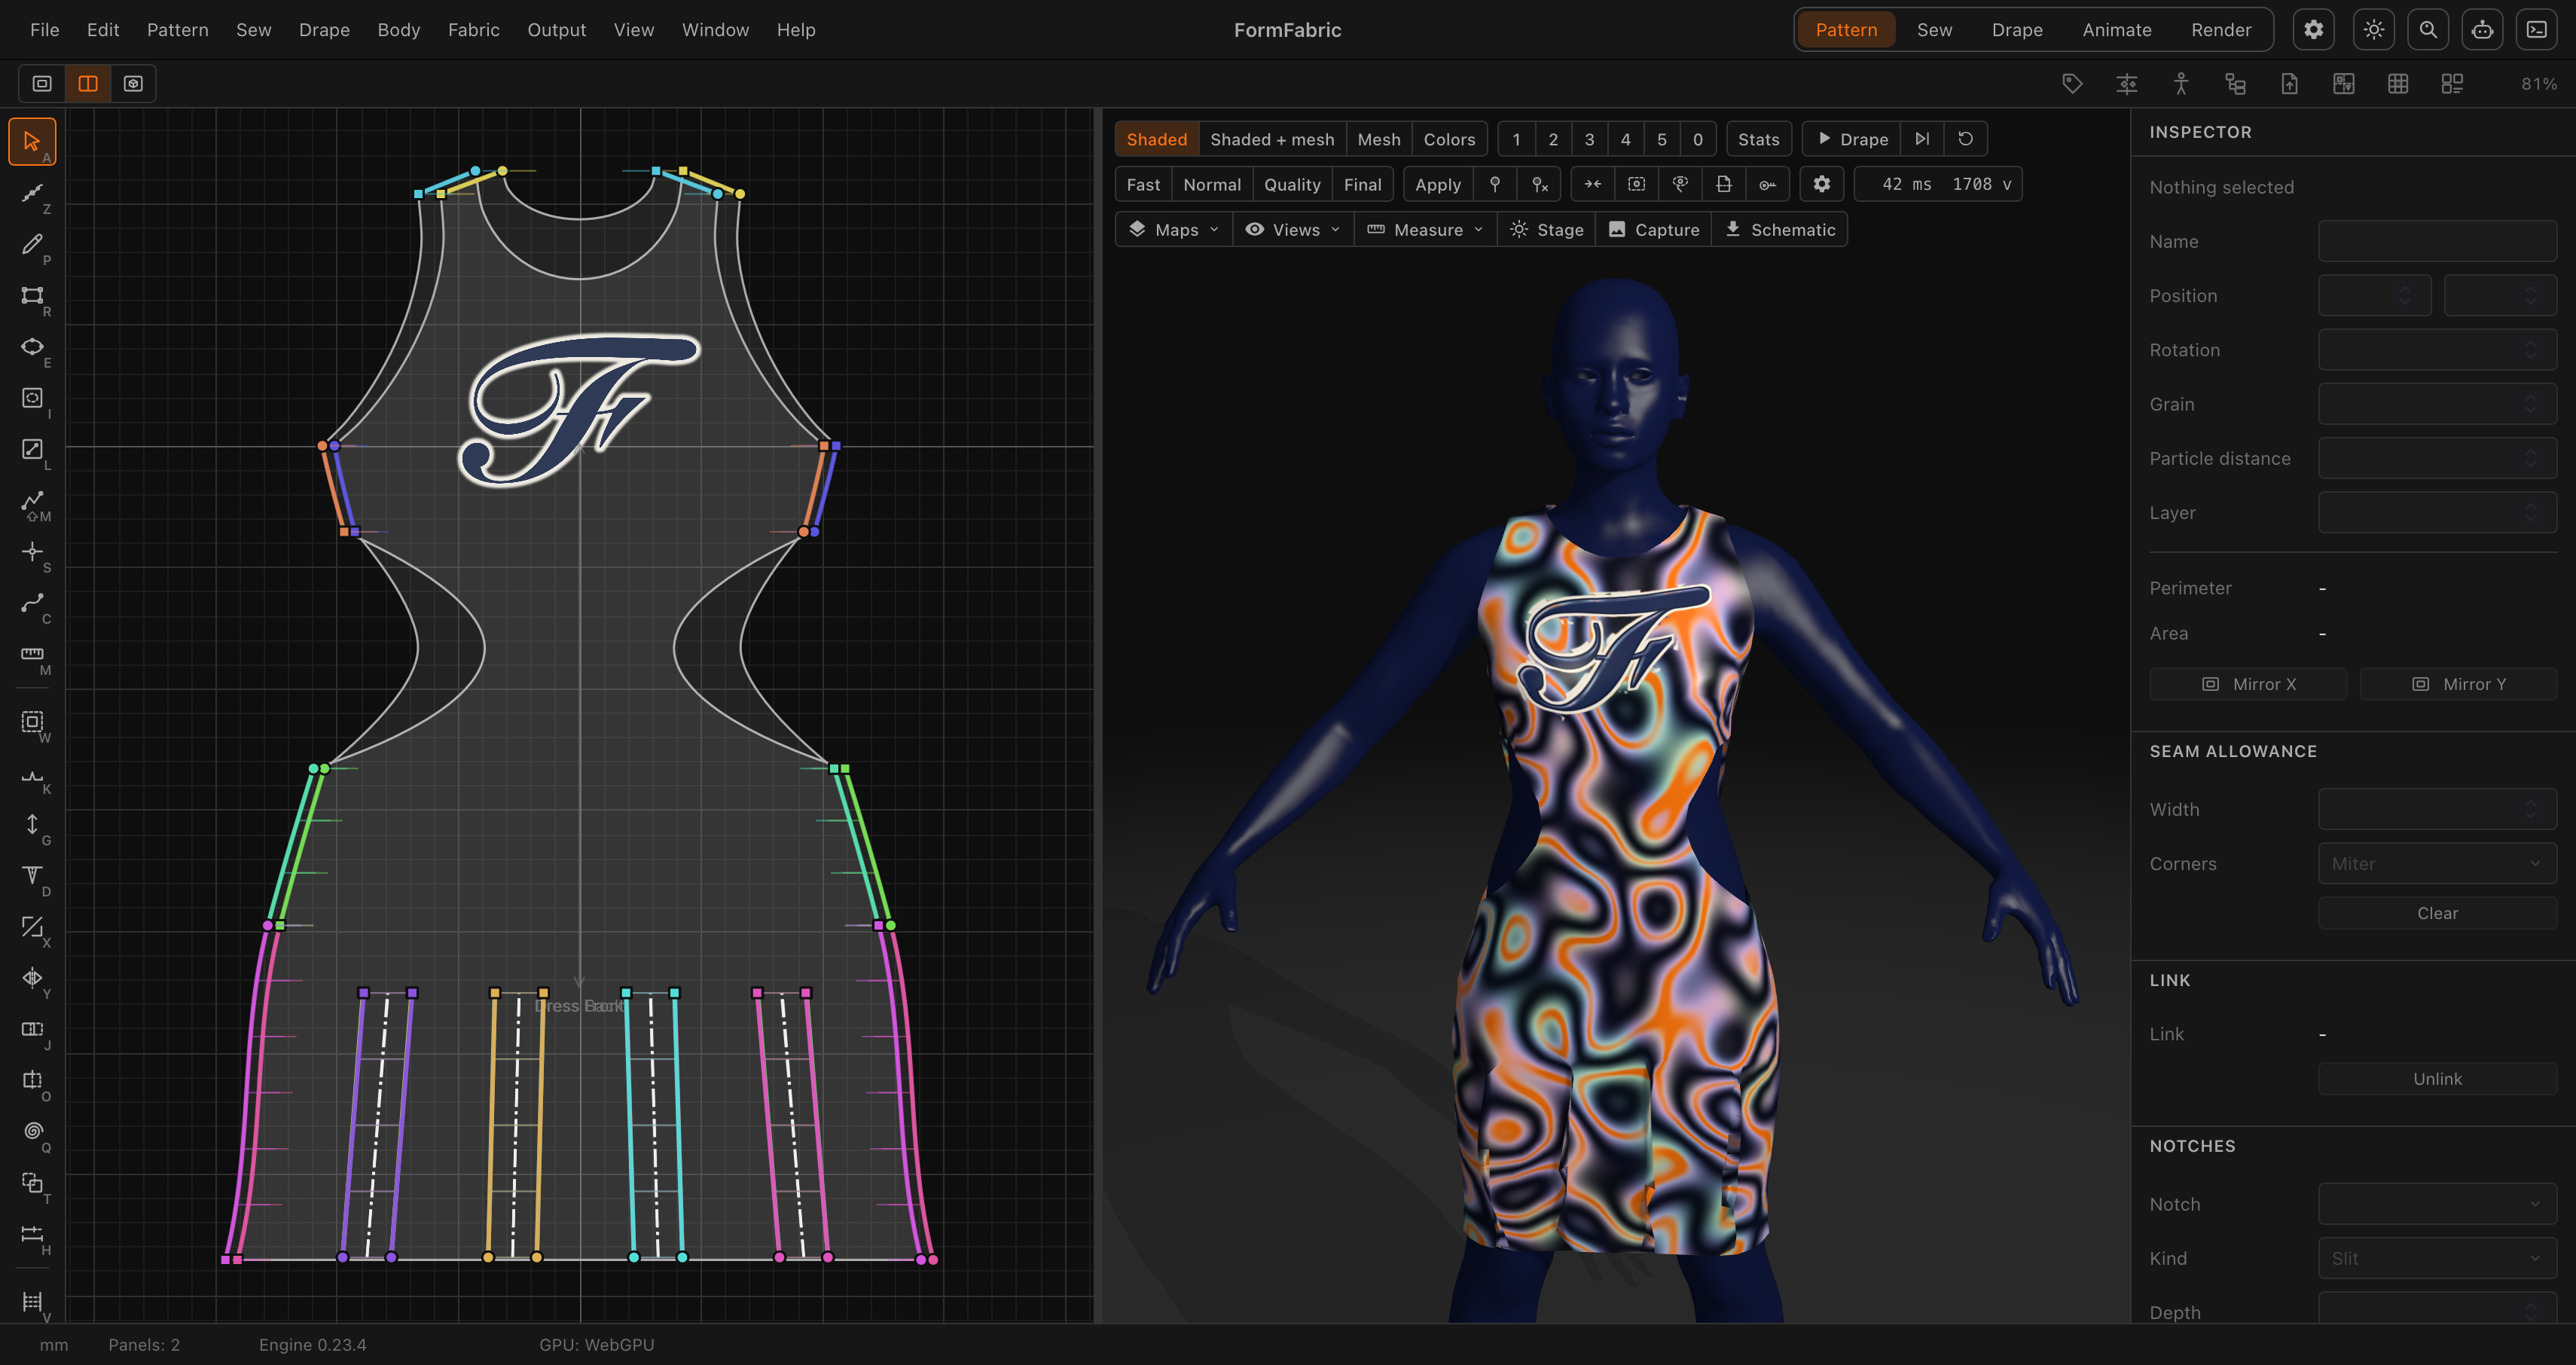 File Edit Pattern Sew Drape Body Fabric Output View Window Help
FormFabric
Pattern Sew Drape Animate Render
81%
A
Z
P
R
E
I
L
M
S
C
M
W
K
G
D
X
Y
J
O
Q
T
H
V
F
Shaded Shaded + mesh Mesh Colors 1 2 3 4 5 0 Stats Drape
Fast Normal Quality Final Apply 42 ms 1708 v
Maps Views Measure Stage Capture Schematic
F
INSPECTOR
Nothing selected
Name
Position
Rotation
Grain
Particle distance
Layer
Perimeter -
Area -
Mirror X Mirror Y
SEAM ALLOWANCE
Width
Corners Miter
Clear
LINK
Link -
Unlink
NOTCHES
Notch
Kind Slit
Depth
mm Panels: 2 Engine 0.23.4 GPU: WebGPU